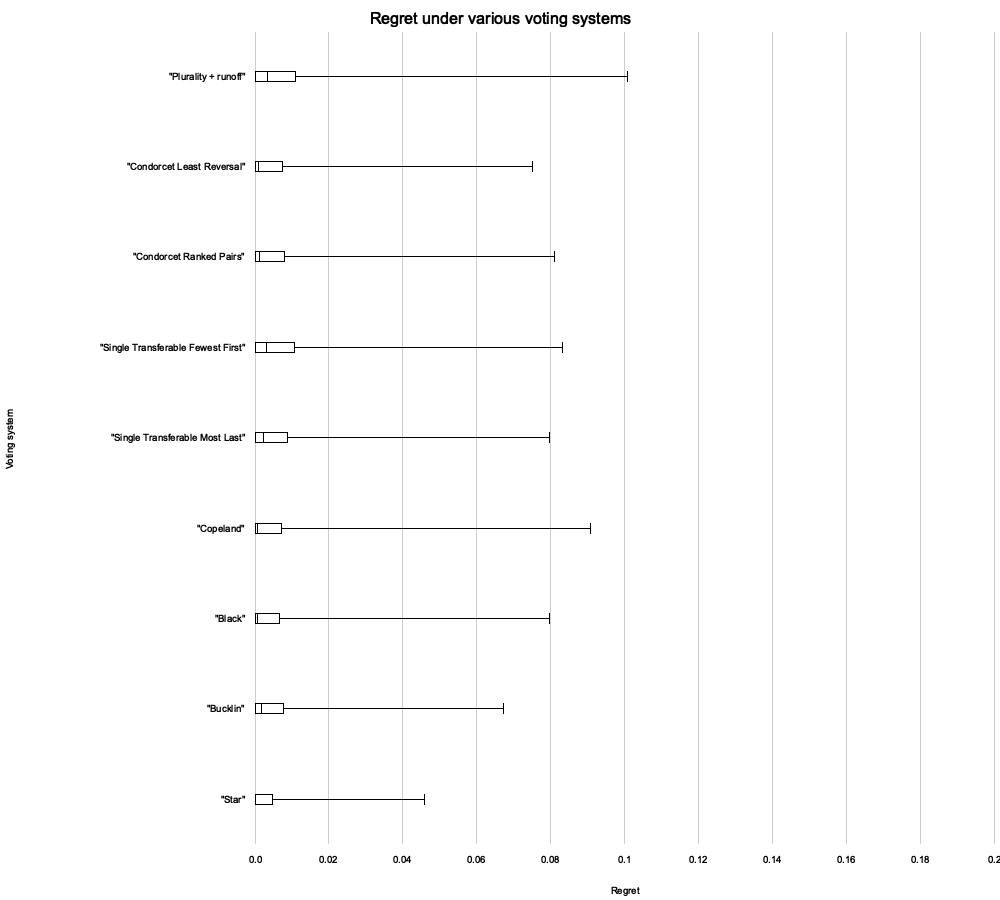 Regret under various voting systems
"Plurality + runoff"
"Condorcet Least Reversal"
"Condorcet Ranked Pairs"
"Single Transferable Fewest First"
"Single Transferable Most Last"
"Copeland"
"Black"
"Bucklin"
"Star"
Voting system
0.0 0.02 0.04 0.06 0.08 0.1 0.12 0.14 0.16 0.18 0.2
Regret